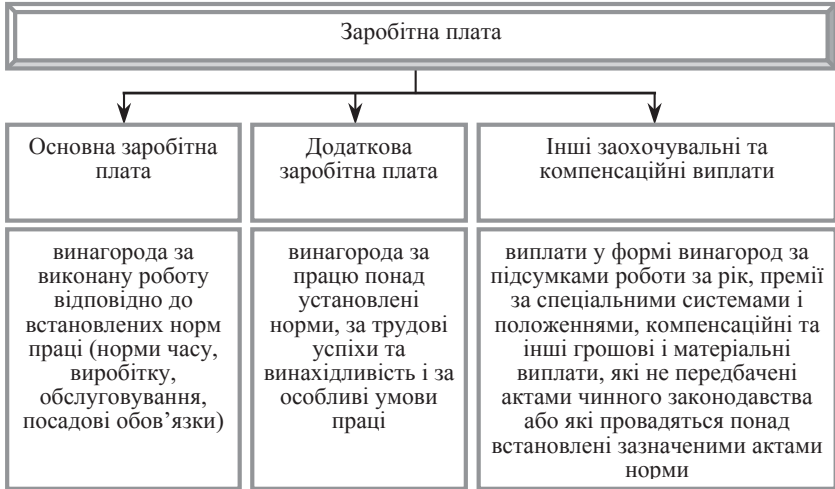 Заробітна плата
Основна заробітна
плата
Додаткова
заробітна плата
Інші заохочувальні та
компенсаційні виплати
винагорода за
виконану роботу
відповідно до
встановлених норм
праці (норми часу,
виробітку,
обслуговування,
посадові обов’язки)
винагорода за
працю понад
установлені
норми, за трудові
успіхи та
винахідливість і за
особливі умови
праці
виплати у формі винагород за
підсумками роботи за рік, премії
за спеціальними системами і
положеннями, компенсаційні та
інші грошові і матеріальні
виплати, які не передбачені
актами чинного законодавства
або які провадяться понад
встановлені зазначеними актами
норми